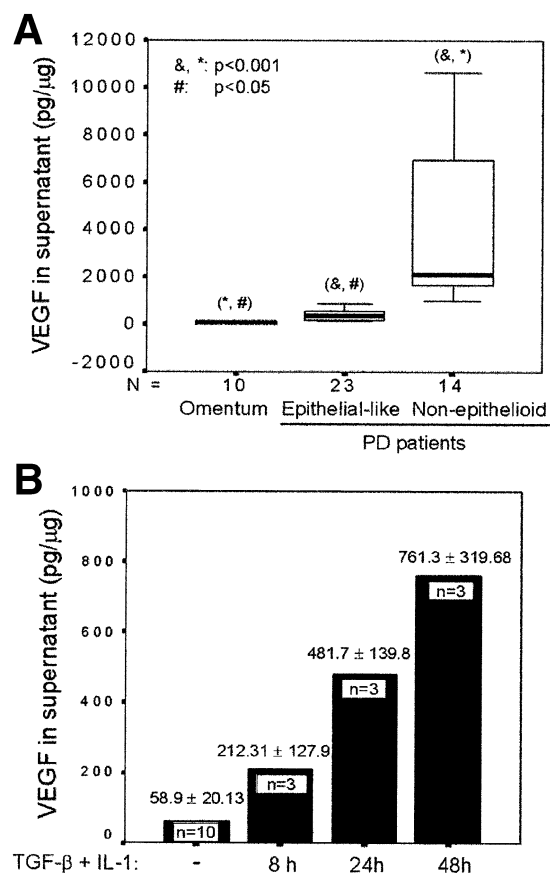 A
VEGF in supernatant (pg/µg)
12000
10000
8000
6000
4000
2000
0
-2000
&, *: p<0.001
#: p<0.05
(*, #)
(&, #)
(&, *)
N = 10 23 14
Omentum Epithelial-like Non-epithelioid
PD patients
B
VEGF in supernatant (pg/µg)
1000
800
600
400
200
0
58.9 ± 20.13
n=10
212.31 ± 127.9
n=3
481.7 ± 139.8
n=3
761.3 ± 319.68
n=3
TGF-β + IL-1: - 8 h 24h 48h